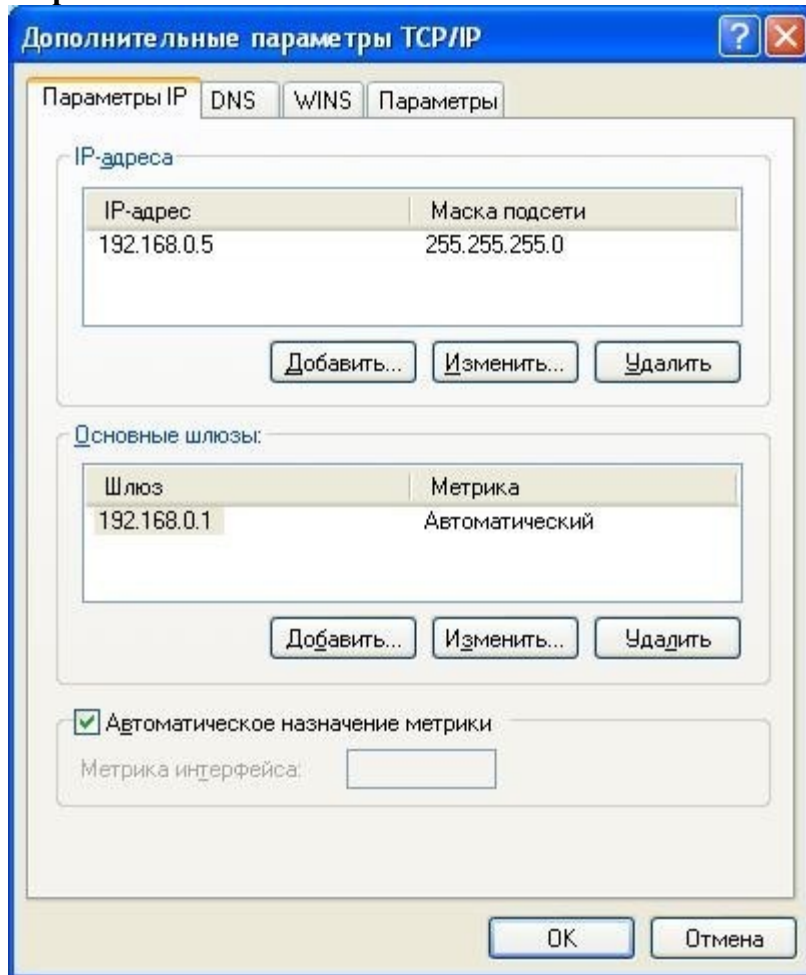 Дополнительные параметры TCP/IP
Параметры IP DNS WINS Параметры
IP-адреса
IP-адрес Маска подсети
192.168.0.5 255.255.255.0
Добавить... Изменить... Удалить
Основные шлюзы:
Шлюз Метрика
192.168.0.1 Автоматический
Добавить... Изменить... Удалить
Автоматическое назначение метрики
Метрика интерфейса:
OK Отмена